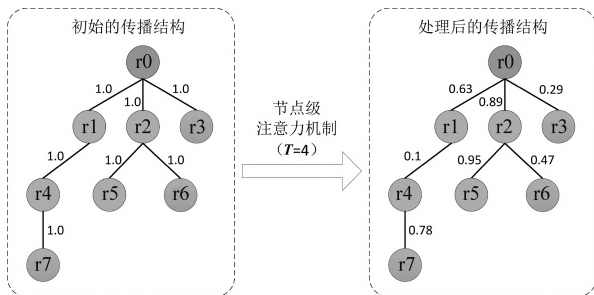 初始的传播结构
r0
1.0
1.0
1.0
r1
r2
r3
1.0
1.0
1.0
r4
r5
r6
1.0
r7
节点级
注意力机制
（T=4）
处理后的传播结构
r0
0.63
0.89
0.29
r1
r2
r3
0.1
0.95
0.47
r4
r5
r6
0.78
r7